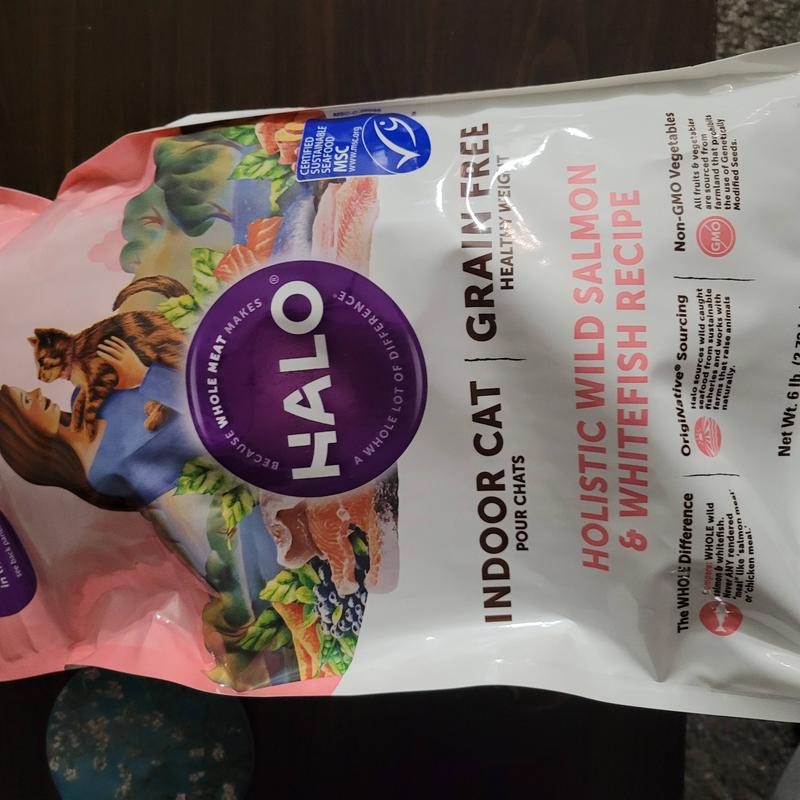 CERTIFIED
SUSTAINABLE
SEAFOOD
MSC
www.msc.org
BECAUSE WHOLE MEAT MAKES
HALO®
A WHOLE LOT OF DIFFERENCE®
INDOOR CAT | GRAIN FREE
POUR CHATS
HEALTHY WEIGHT
HOLISTIC WILD SALMON
& WHITEFISH RECIPE
The WHOLE Difference
Compare: WHOLE wild
salmon & whitefish.
Never ANY rendered
"meat" like 'salmon meal'
or 'chicken meal.'
OrigiNative® Sourcing
Halo sources wild caught
seafood from sustainable
fisheries and works with
farms that raise animals
naturally.
Non-GMO Vegetables
GMO
All fruits & vegetables
are sourced from
farmland that prohibits
the use of Genetically
Modified Seeds.
Net Wt. 6 lb